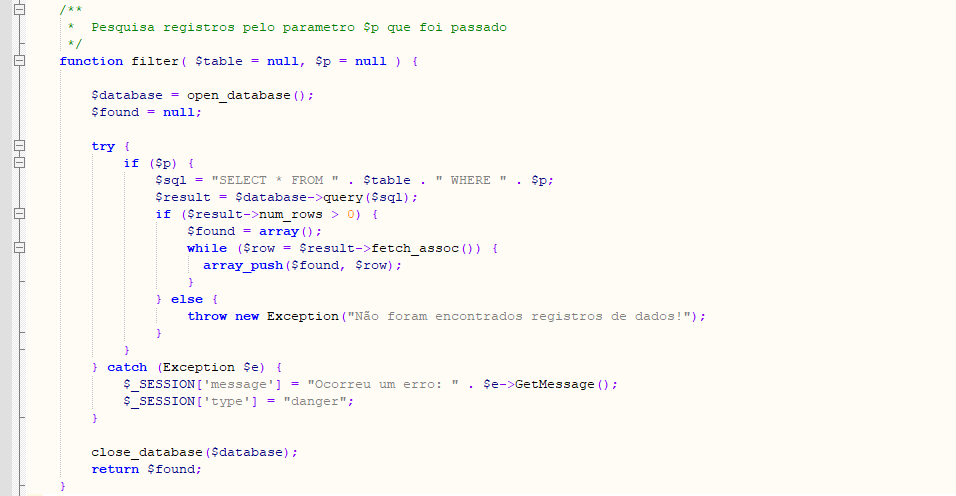 /**
 *  Pesquisa registros pelo parametro $p que foi passado
 */
function filter( $table = null, $p = null ) {
    $database = open_database();
    $found = null;
    try {
        if ($p) {
            $sql = "SELECT * FROM " . $table . " WHERE " . $p;
            $result = $database->query($sql);
            if ($result->num_rows > 0) {
                $found = array();
                while ($row = $result->fetch_assoc()) {
                  array_push($found, $row);
                }
            } else {
                throw new Exception("Não foram encontrados registros de dados!");
            }
        }
    } catch (Exception $e) {
        $_SESSION['message'] = "Ocorreu um erro: " . $e->GetMessage();
        $_SESSION['type'] = "danger";
    }
    close_database($database);
    return $found;
}